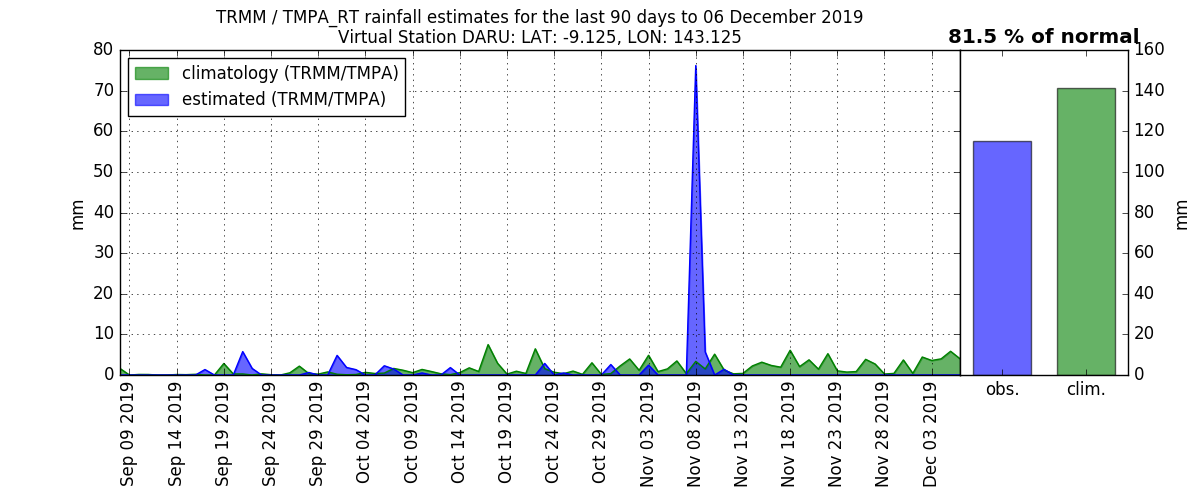 TRMM / TMPA_RT rainfall estimates for the last 90 days to 06 December 2019
Virtual Station DARU: LAT: -9.125, LON: 143.125
81.5 % of normal
climatology (TRMM/TMPA)
estimated (TRMM/TMPA)
80
70
60
50
40
30
20
10
0
mm
160
140
120
100
80
60
40
20
0
mm
Sep 09 2019
Sep 14 2019
Sep 19 2019
Sep 24 2019
Sep 29 2019
Oct 04 2019
Oct 09 2019
Oct 14 2019
Oct 19 2019
Oct 24 2019
Oct 29 2019
Nov 03 2019
Nov 08 2019
Nov 13 2019
Nov 18 2019
Nov 23 2019
Nov 28 2019
Dec 03 2019
obs.
clim.